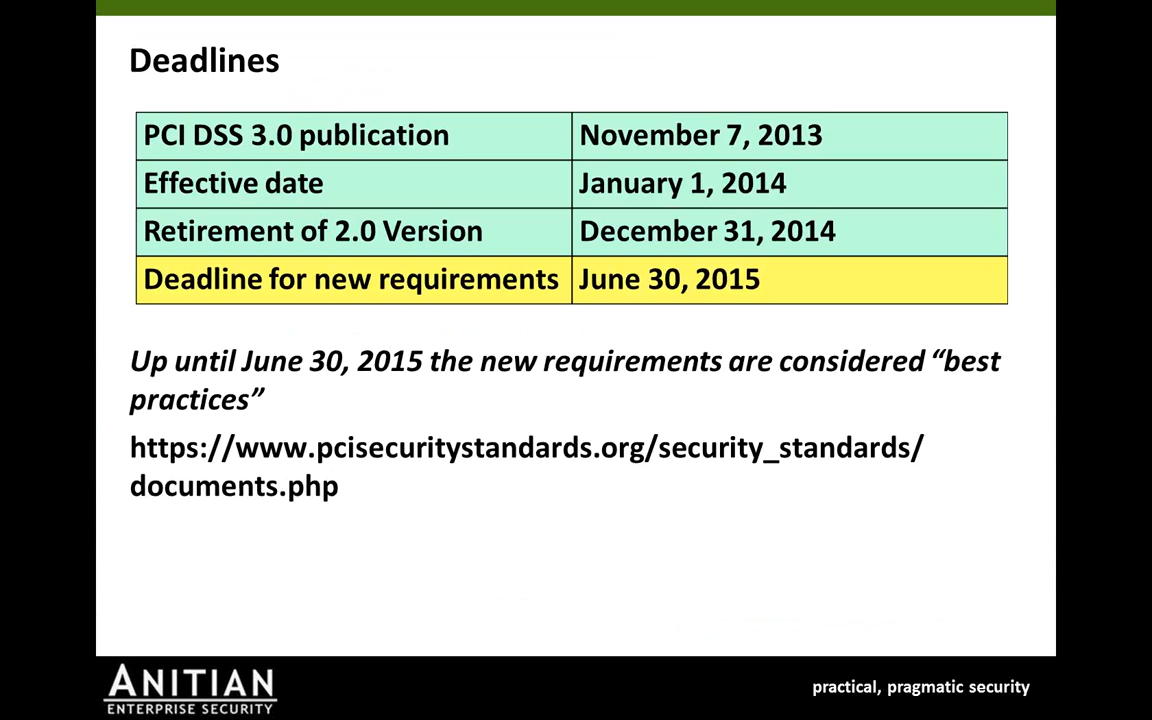 Deadlines
PCI DSS 3.0 publication November 7, 2013
Effective date January 1, 2014
Retirement of 2.0 Version December 31, 2014
Deadline for new requirements June 30, 2015
Up until June 30, 2015 the new requirements are considered “best
practices”
https://www.pcisecuritystandards.org/security_standards/
documents.php
ANITIAN
ENTERPRISE SECURITY
practical, pragmatic security